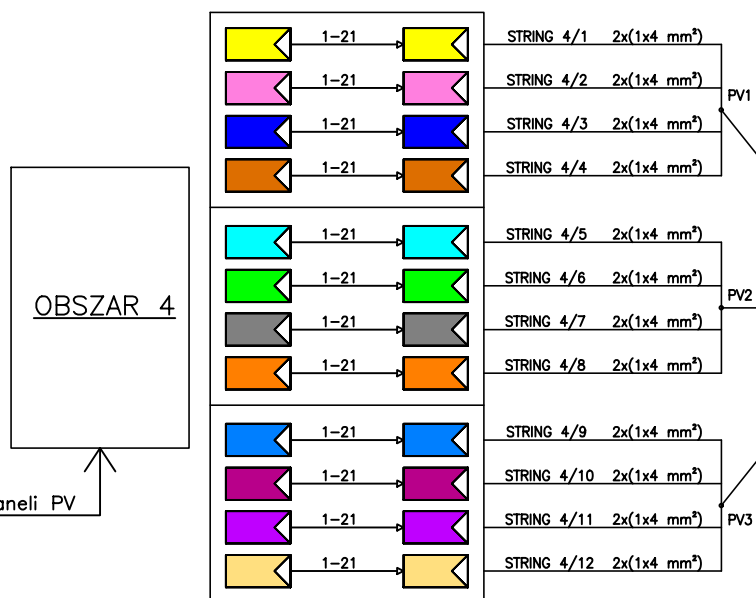 1-21 STRING 4/1 2x(1x4 mm²)
1-21 STRING 4/2 2x(1x4 mm²)
PV1
1-21 STRING 4/3 2x(1x4 mm²)
1-21 STRING 4/4 2x(1x4 mm²)
1-21 STRING 4/5 2x(1x4 mm²)
1-21 STRING 4/6 2x(1x4 mm²)
PV2
OBSZAR 4
1-21 STRING 4/7 2x(1x4 mm²)
1-21 STRING 4/8 2x(1x4 mm²)
1-21 STRING 4/9 2x(1x4 mm²)
1-21 STRING 4/10 2x(1x4 mm²)
aneli PV
1-21 STRING 4/11 2x(1x4 mm²)
PV3
1-21 STRING 4/12 2x(1x4 mm²)